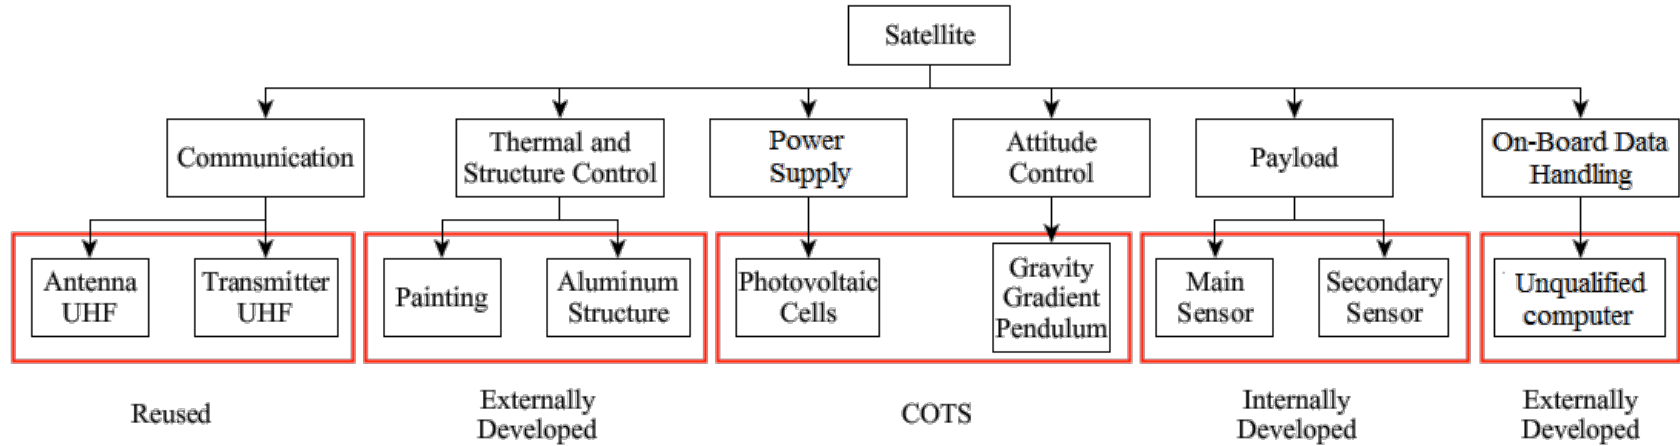 Satellite
Communication
Thermal and
Structure Control
Power
Supply
Attitude
Control
Payload
On-Board Data
Handling
Antenna
UHF
Transmitter
UHF
Painting
Aluminum
Structure
Photovoltaic
Cells
Gravity
Gradient
Pendulum
Main
Sensor
Secondary
Sensor
Unqualified
computer
Reused
Externally
Developed
COTS
Internally
Developed
Externally
Developed